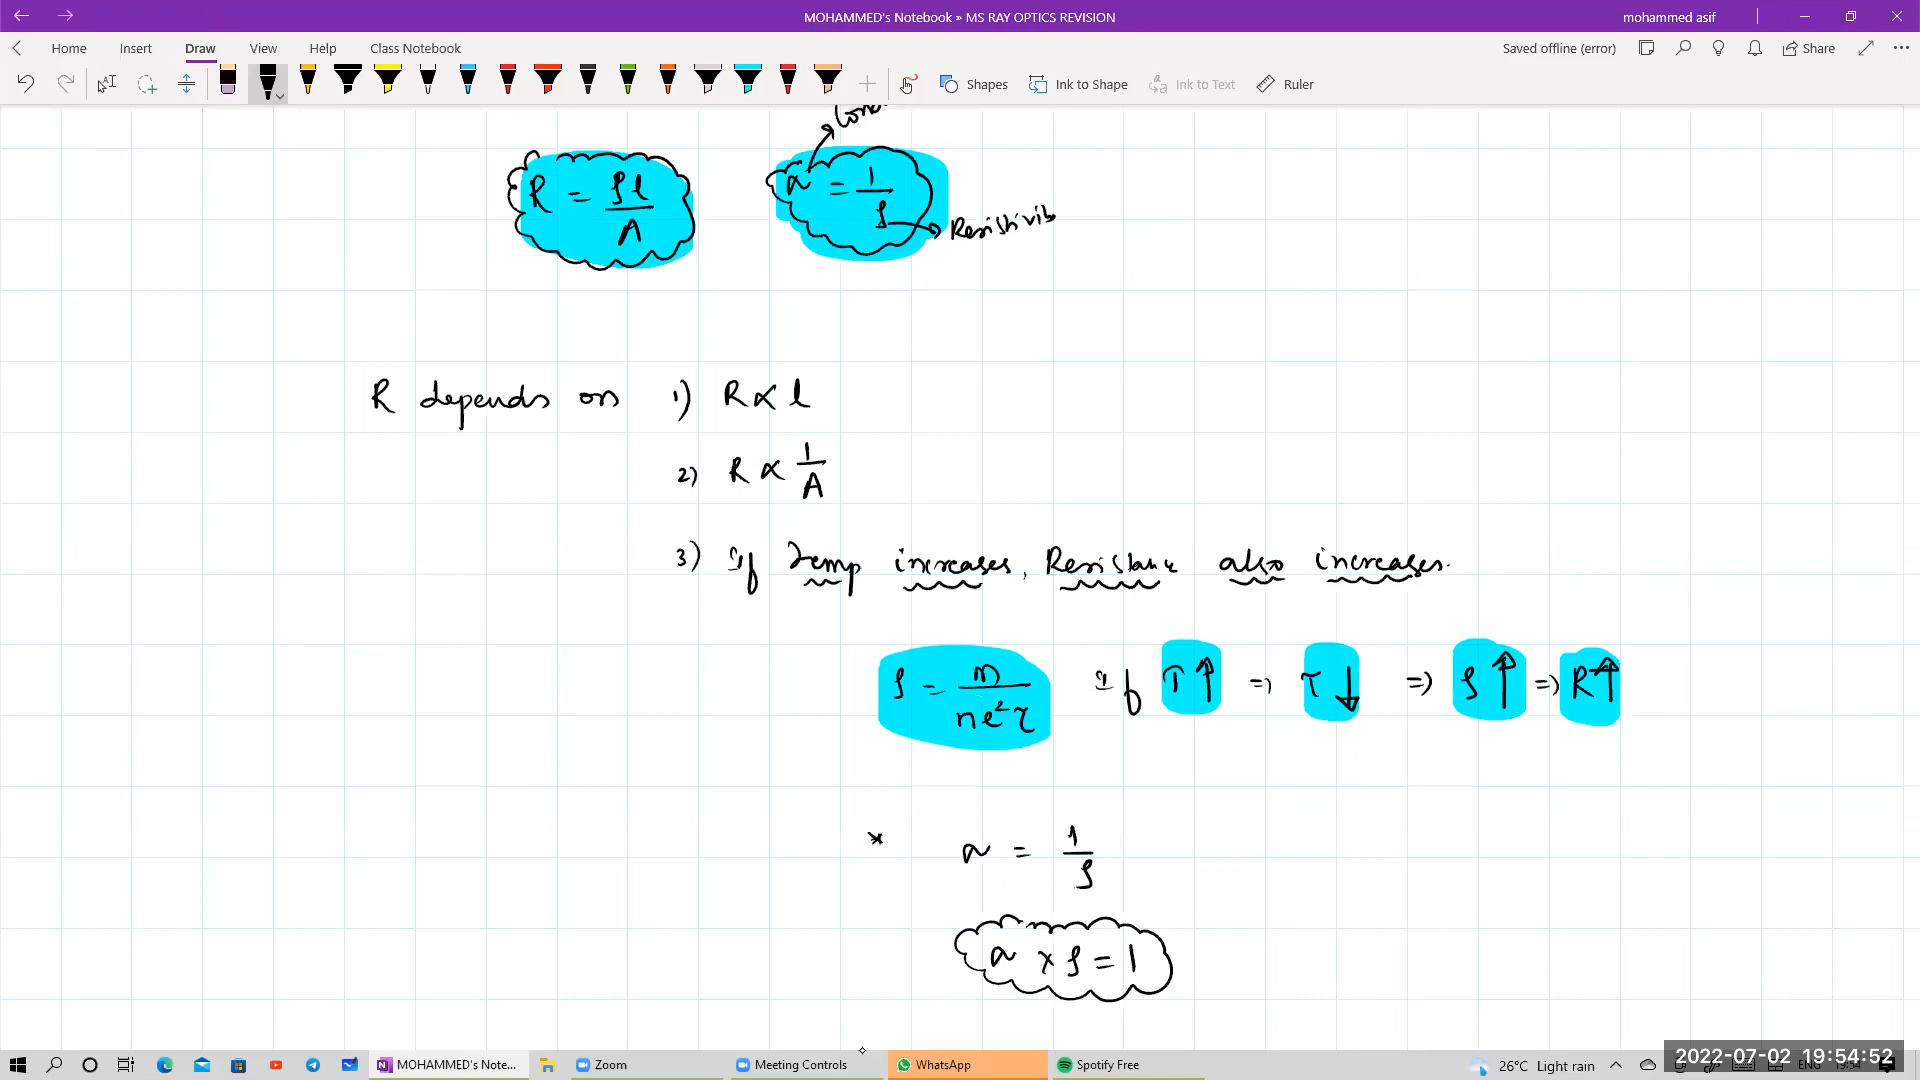 MOHAMMED's Notebook » MS RAY OPTICS REVISION
mohammed asif
Home Insert Draw View Help Class Notebook
Saved offline (error) Share
Shapes Ink to Shape Ink to Text Ruler
R = ρl/A
σ = 1/ρ
R depends on 1) R ∝ l
2) R ∝ 1/A
3) If Temp increases, Resistance also increases.
ρ = m/ne²τ If T↑ => τ↓ => ρ↑ => R↑
* σ = 1/ρ
σ × ρ = 1
MOHAMMED's Note... Zoom Meeting Controls WhatsApp Spotify Free 26°C Light rain
2022-07-02 19:54:52